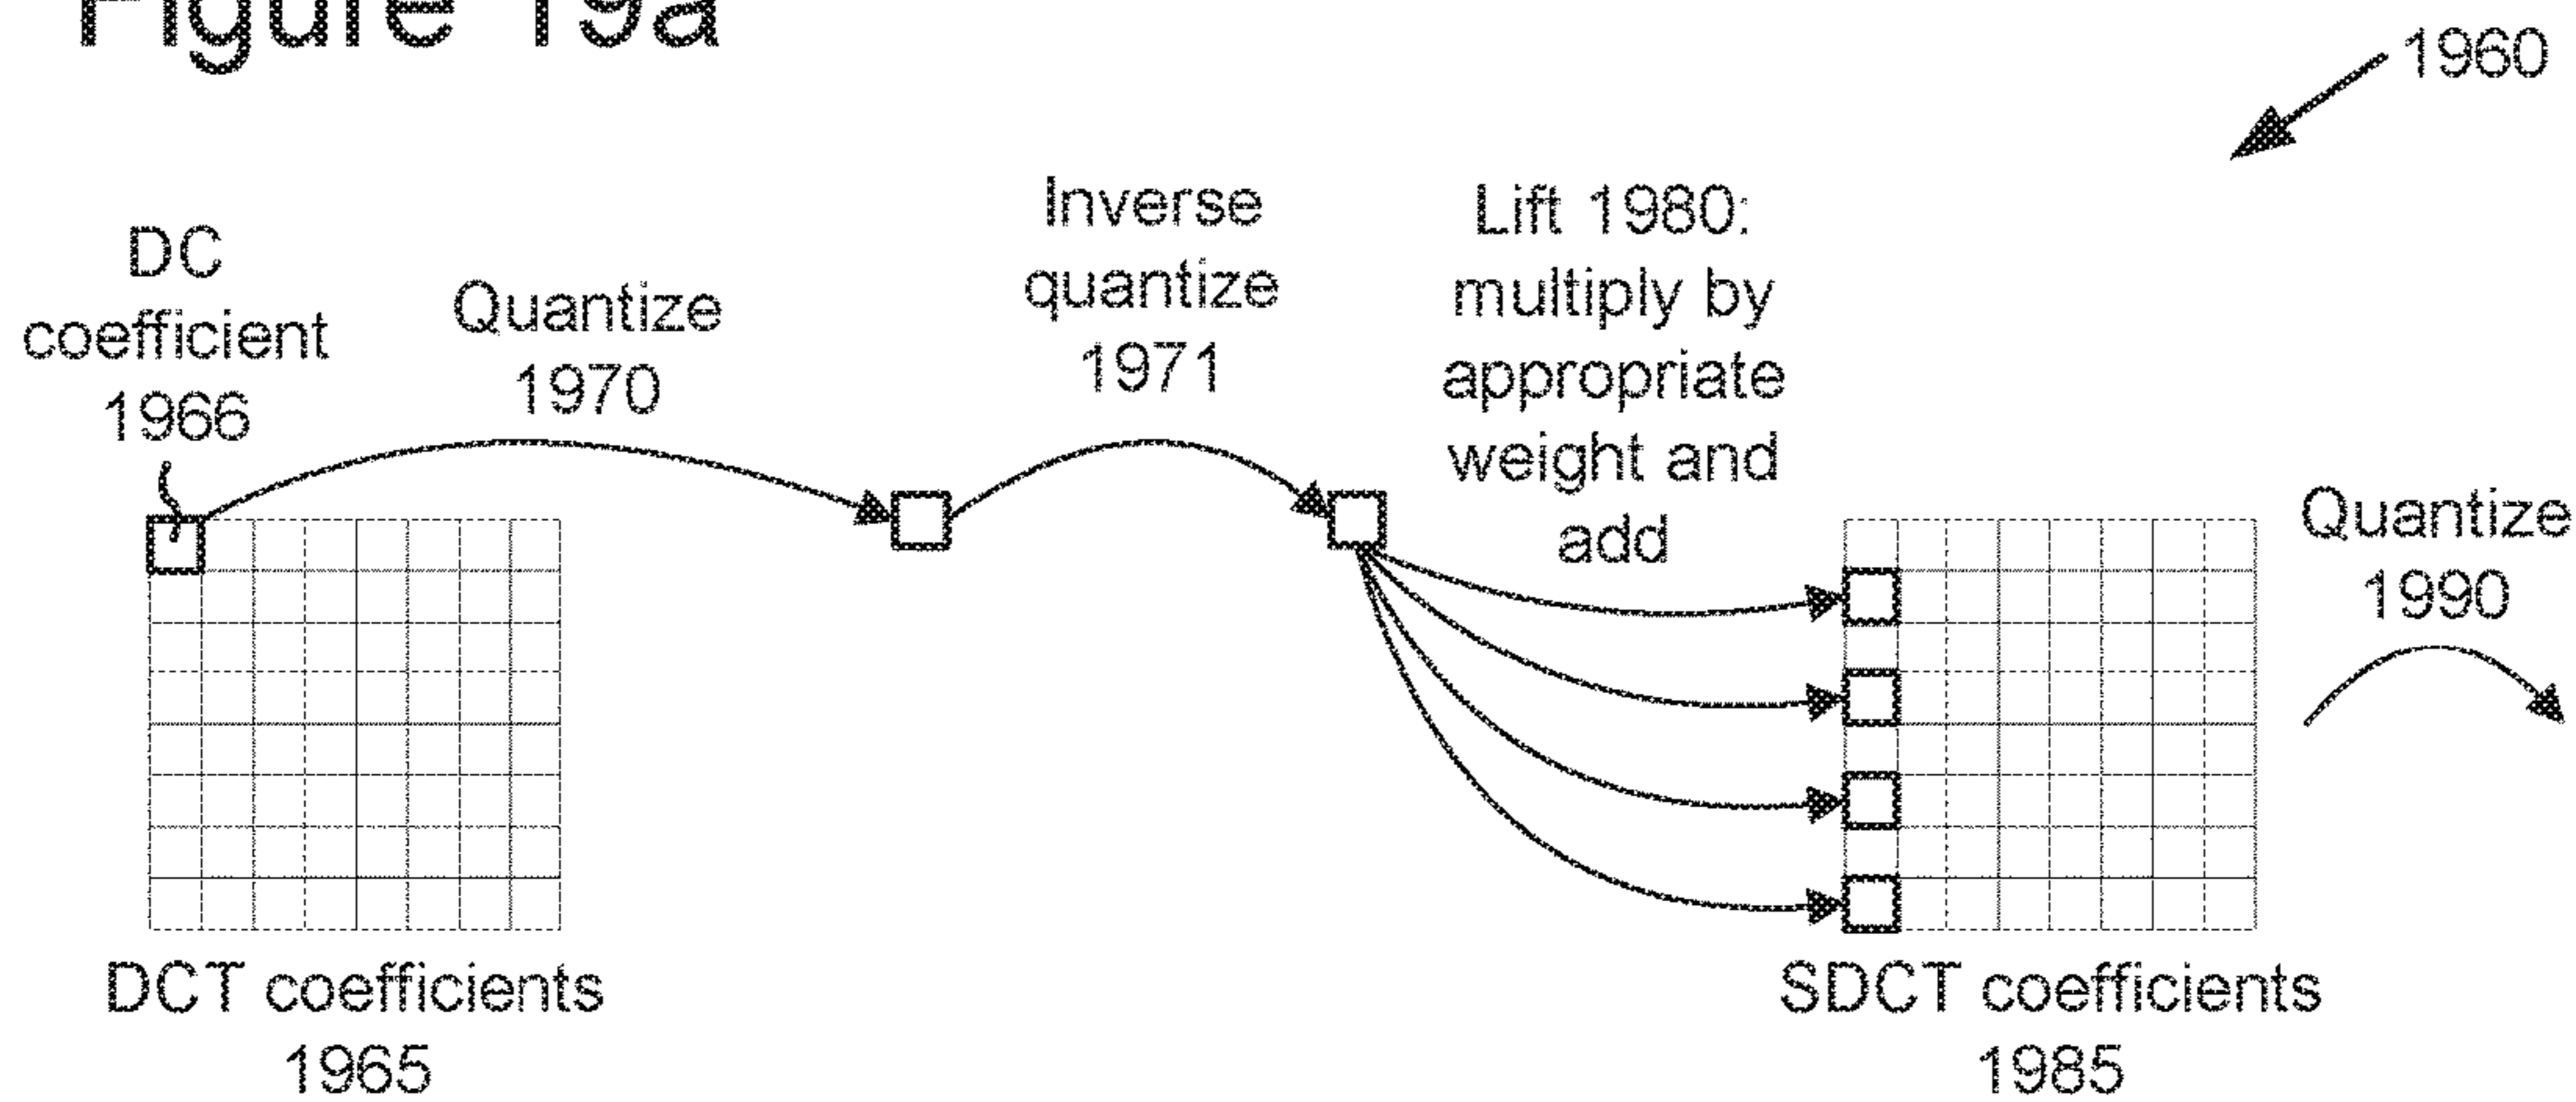 Figure 19a
1960
DC
coefficient
1966
Quantize
1970
Inverse
quantize
1971
Lift 1980:
multiply by
appropriate
weight and
add
Quantize
1990
DCT coefficients
1965
SDCT coefficients
1985